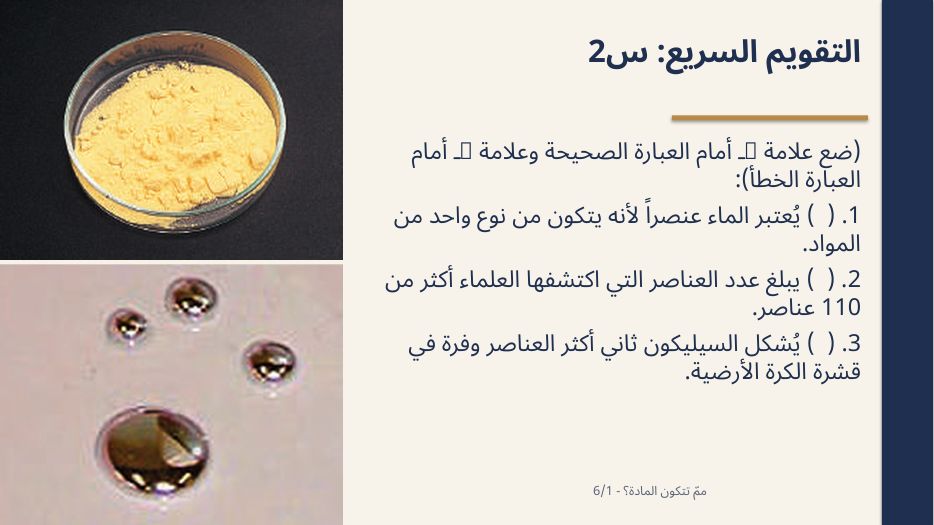 التقويم السريع: س2
(ضع علامة ▯ـ أمام العبارة الصحيحة وعلامة ▯ـ أمام
العبارة الخطأ):
1. (  ) يُعتبر الماء عنصراً لأنه يتكون من نوع واحد من
المواد.
2. (  ) يبلغ عدد العناصر التي اكتشفها العلماء أكثر من
110 عناصر.
3. (  ) يُشكل السيليكون ثاني أكثر العناصر وفرة في
قشرة الكرة الأرضية.
ممّ تتكون المادة؟ - 6/1